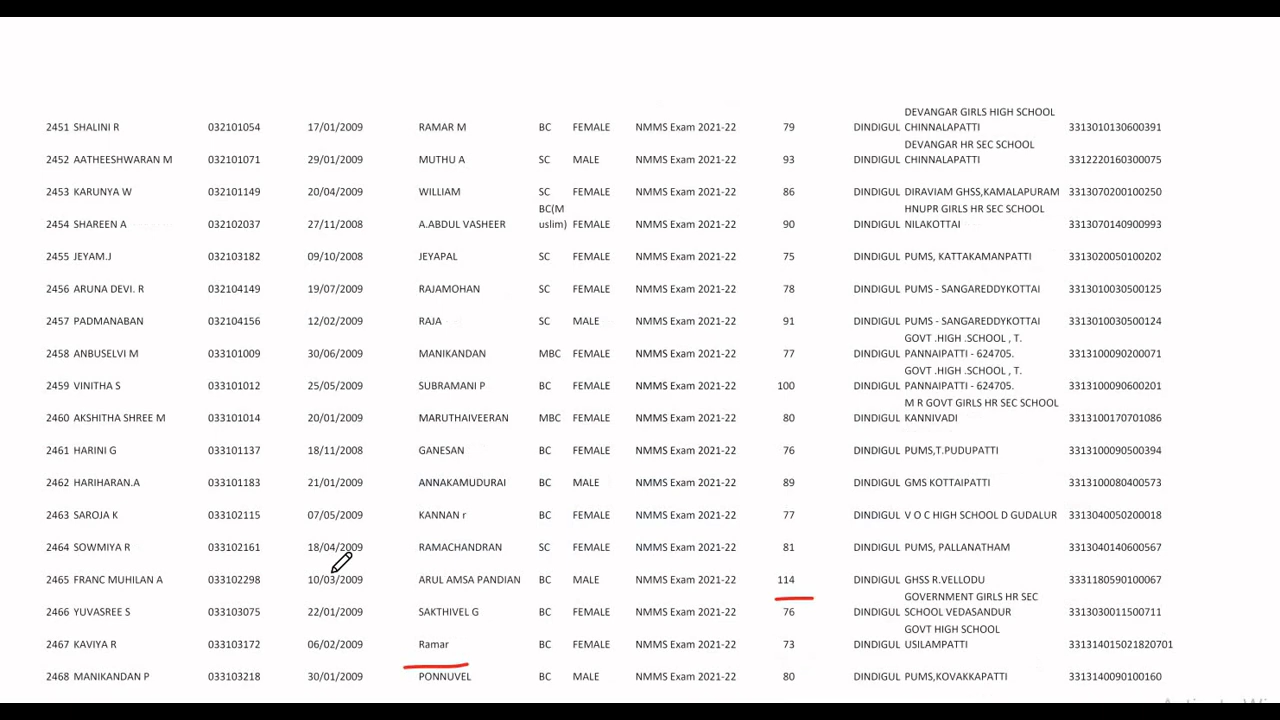 DEVANGAR GIRLS HIGH SCHOOL
2451 SHALINI R 032101054 17/01/2009 RAMAR M BC FEMALE NMMS Exam 2021-22 79 DINDIGUL CHINNALAPATTI 3313010130600391
DEVANGAR HR SEC SCHOOL
2452 AATHEESHWARAN M 032101071 29/01/2009 MUTHU A SC MALE NMMS Exam 2021-22 93 DINDIGUL CHINNALAPATTI 3312220160300075
2453 KARUNYA W 032101149 20/04/2009 WILLIAM SC FEMALE NMMS Exam 2021-22 86 DINDIGUL DIRAVIAM GHSS,KAMALAPURAM 3313070200100250
BC(M HNUPR GIRLS HR SEC SCHOOL
2454 SHAREEN A 032102037 27/11/2008 A.ABDUL VASHEER uslim) FEMALE NMMS Exam 2021-22 90 DINDIGUL NILAKOTTAI 3313070140900993
2455 JEYAM.J 032103182 09/10/2008 JEYAPAL SC FEMALE NMMS Exam 2021-22 75 DINDIGUL PUMS, KATTAKAMANPATTI 3313020050100202
2456 ARUNA DEVI. R 032104149 19/07/2009 RAJAMOHAN SC FEMALE NMMS Exam 2021-22 78 DINDIGUL PUMS - SANGAREDDYKOTTAI 3313010030500125
2457 PADMANABAN 032104156 12/02/2009 RAJA SC MALE NMMS Exam 2021-22 91 DINDIGUL PUMS - SANGAREDDYKOTTAI 3313010030500124
GOVT .HIGH .SCHOOL , T.
2458 ANBUSELVI M 033101009 30/06/2009 MANIKANDAN MBC FEMALE NMMS Exam 2021-22 77 DINDIGUL PANNAIPATTI - 624705. 3313100090200071
GOVT .HIGH .SCHOOL , T.
2459 VINITHA S 033101012 25/05/2009 SUBRAMANI P BC FEMALE NMMS Exam 2021-22 100 DINDIGUL PANNAIPATTI - 624705. 3313100090600201
M R GOVT GIRLS HR SEC SCHOOL
2460 AKSHITHA SHREE M 033101014 20/01/2009 MARUTHAIVEERAN MBC FEMALE NMMS Exam 2021-22 80 DINDIGUL KANNIVADI 3313100170701086
2461 HARINI G 033101137 18/11/2008 GANESAN BC FEMALE NMMS Exam 2021-22 76 DINDIGUL PUMS,T.PUDUPATTI 3313100090500394
2462 HARIHARAN.A 033101183 21/01/2009 ANNAKAMUDURAI BC MALE NMMS Exam 2021-22 89 DINDIGUL GMS KOTTAIPATTI 3313100080400573
2463 SAROJA K 033102115 07/05/2009 KANNAN r BC FEMALE NMMS Exam 2021-22 77 DINDIGUL V O C HIGH SCHOOL D GUDALUR 3313040050200018
2464 SOWMIYA R 033102161 18/04/2009 RAMACHANDRAN SC FEMALE NMMS Exam 2021-22 81 DINDIGUL PUMS, PALLANATHAM 3313040140600567
2465 FRANC MUHILAN A 033102298 10/03/2009 ARUL AMSA PANDIAN BC MALE NMMS Exam 2021-22 114 DINDIGUL GHSS R.VELLODU 3331180590100067
GOVERNMENT GIRLS HR SEC
2466 YUVASREE S 033103075 22/01/2009 SAKTHIVEL G BC FEMALE NMMS Exam 2021-22 76 DINDIGUL SCHOOL VEDASANDUR 3313030011500711
GOVT HIGH SCHOOL
2467 KAVIYA R 033103172 06/02/2009 Ramar BC FEMALE NMMS Exam 2021-22 73 DINDIGUL USILAMPATTI 331314015021820701
2468 MANIKANDAN P 033103218 30/01/2009 PONNUVEL BC MALE NMMS Exam 2021-22 80 DINDIGUL PUMS,KOVAKKAPATTI 3313140090100160